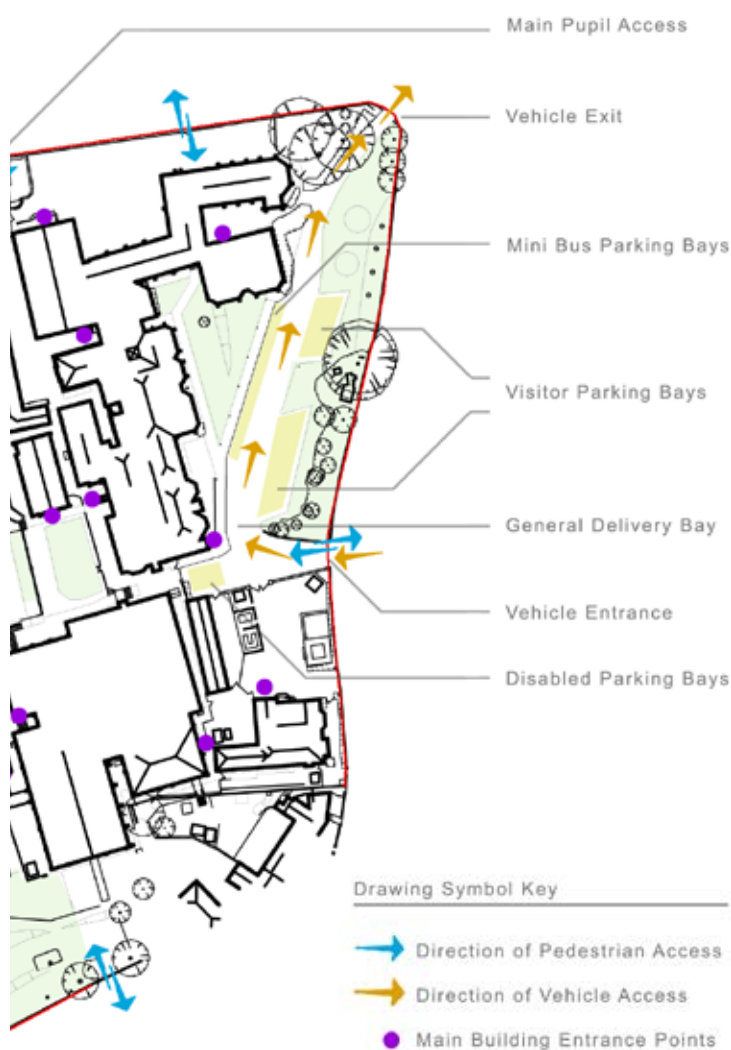 Main Pupil Access
Vehicle Exit
Mini Bus Parking Bays
Visitor Parking Bays
General Delivery Bay
Vehicle Entrance
Disabled Parking Bays
Drawing Symbol Key
Direction of Pedestrian Access
Direction of Vehicle Access
Main Building Entrance Points